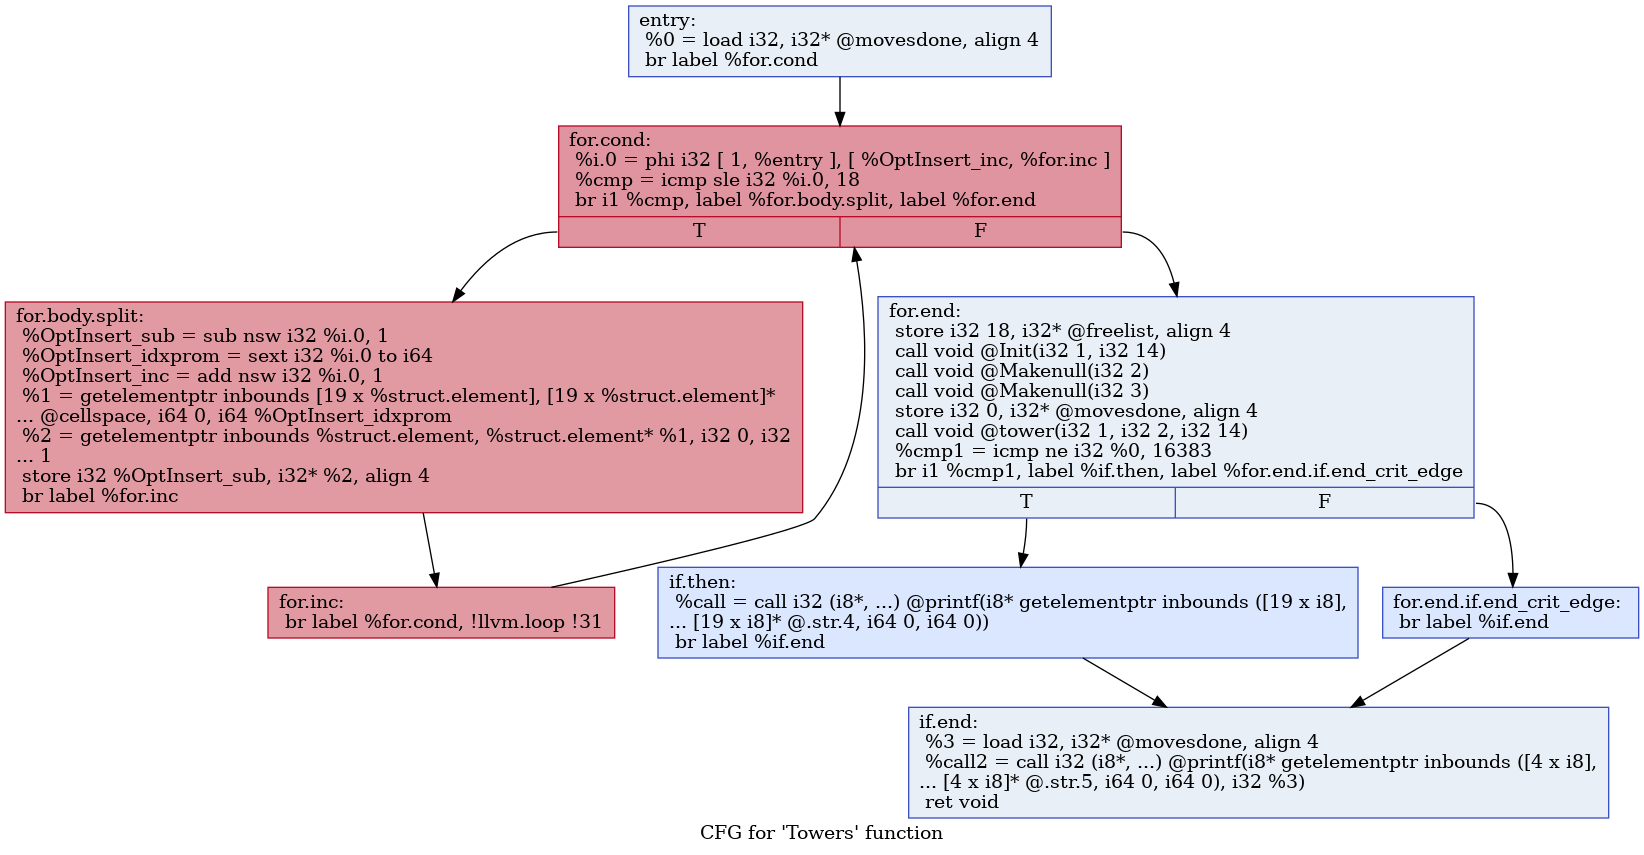 entry:
%0 = load i32, i32* @movesdone, align 4
br label %for.cond
for.cond:
%i.0 = phi i32 [ 1, %entry ], [ %OptInsert_inc, %for.inc ]
%cmp = icmp sle i32 %i.0, 18
br i1 %cmp, label %for.body.split, label %for.end
T
F
for.body.split:
%OptInsert_sub = sub nsw i32 %i.0, 1
%OptInsert_idxprom = sext i32 %i.0 to i64
%OptInsert_inc = add nsw i32 %i.0, 1
%1 = getelementptr inbounds [19 x %struct.element], [19 x %struct.element]*
... @cellspace, i64 0, i64 %OptInsert_idxprom
%2 = getelementptr inbounds %struct.element, %struct.element* %1, i32 0, i32
... 1
store i32 %OptInsert_sub, i32* %2, align 4
br label %for.inc
for.end:
store i32 18, i32* @freelist, align 4
call void @Init(i32 1, i32 14)
call void @Makenull(i32 2)
call void @Makenull(i32 3)
store i32 0, i32* @movesdone, align 4
call void @tower(i32 1, i32 2, i32 14)
%cmp1 = icmp ne i32 %0, 16383
br i1 %cmp1, label %if.then, label %for.end.if.end_crit_edge
T
F
for.inc:
br label %for.cond, !llvm.loop !31
if.then:
%call = call i32 (i8*, ...) @printf(i8* getelementptr inbounds ([19 x i8],
... [19 x i8]* @.str.4, i64 0, i64 0))
br label %if.end
for.end.if.end_crit_edge:
br label %if.end
if.end:
%3 = load i32, i32* @movesdone, align 4
%call2 = call i32 (i8*, ...) @printf(i8* getelementptr inbounds ([4 x i8],
... [4 x i8]* @.str.5, i64 0, i64 0), i32 %3)
ret void
CFG for 'Towers' function